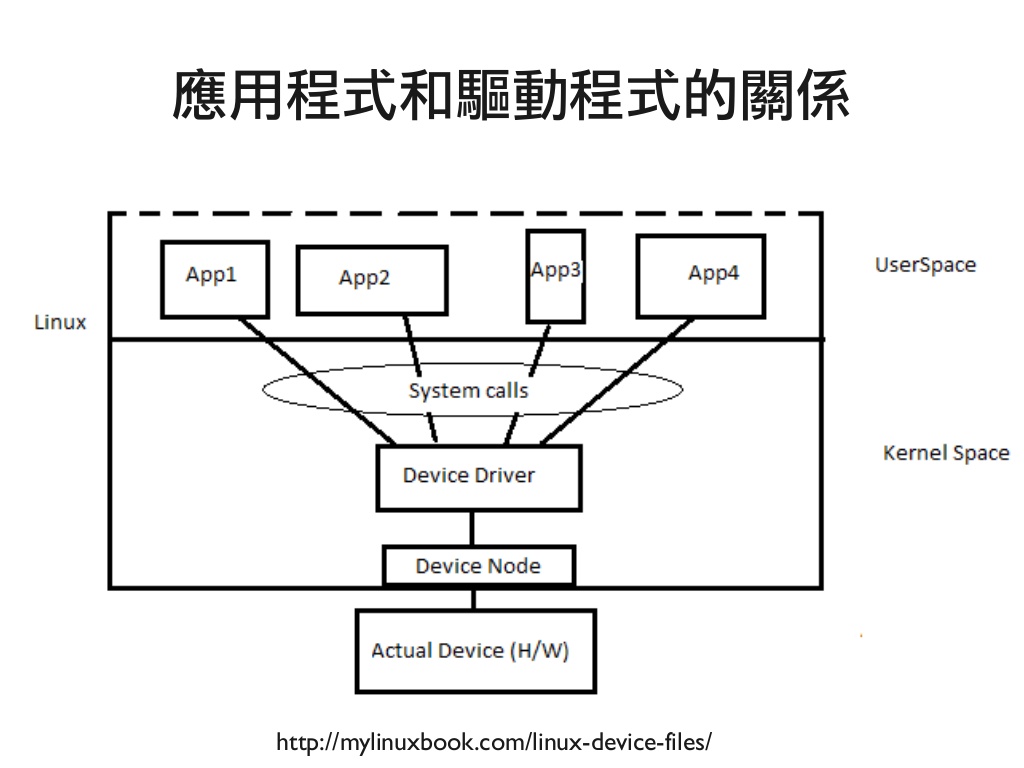 應用程式和驅動程式的關係
App1
App2
App3
App4
UserSpace
Linux
System calls
Kernel Space
Device Driver
Device Node
Actual Device (H/W)
http://mylinuxbook.com/linux-device-files/